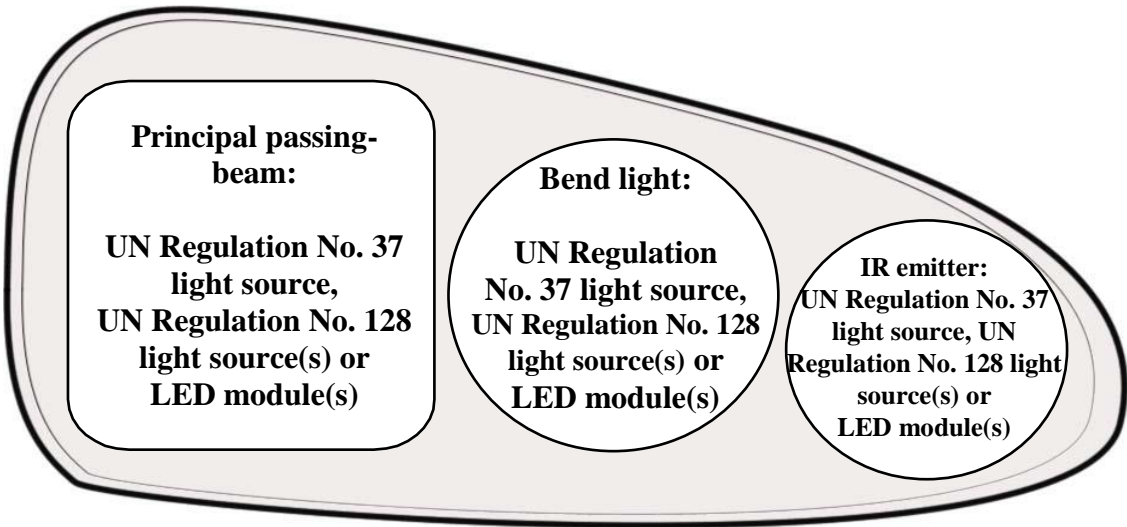 Principal passing-
beam:
UN Regulation No. 37
light source,
UN Regulation No. 128
light source(s) or
LED module(s)
Bend light:
UN Regulation
No. 37 light source,
UN Regulation No. 128
light source(s) or
LED module(s)
IR emitter:
UN Regulation No. 37
light source, UN
Regulation No. 128 light
source(s) or
LED module(s)